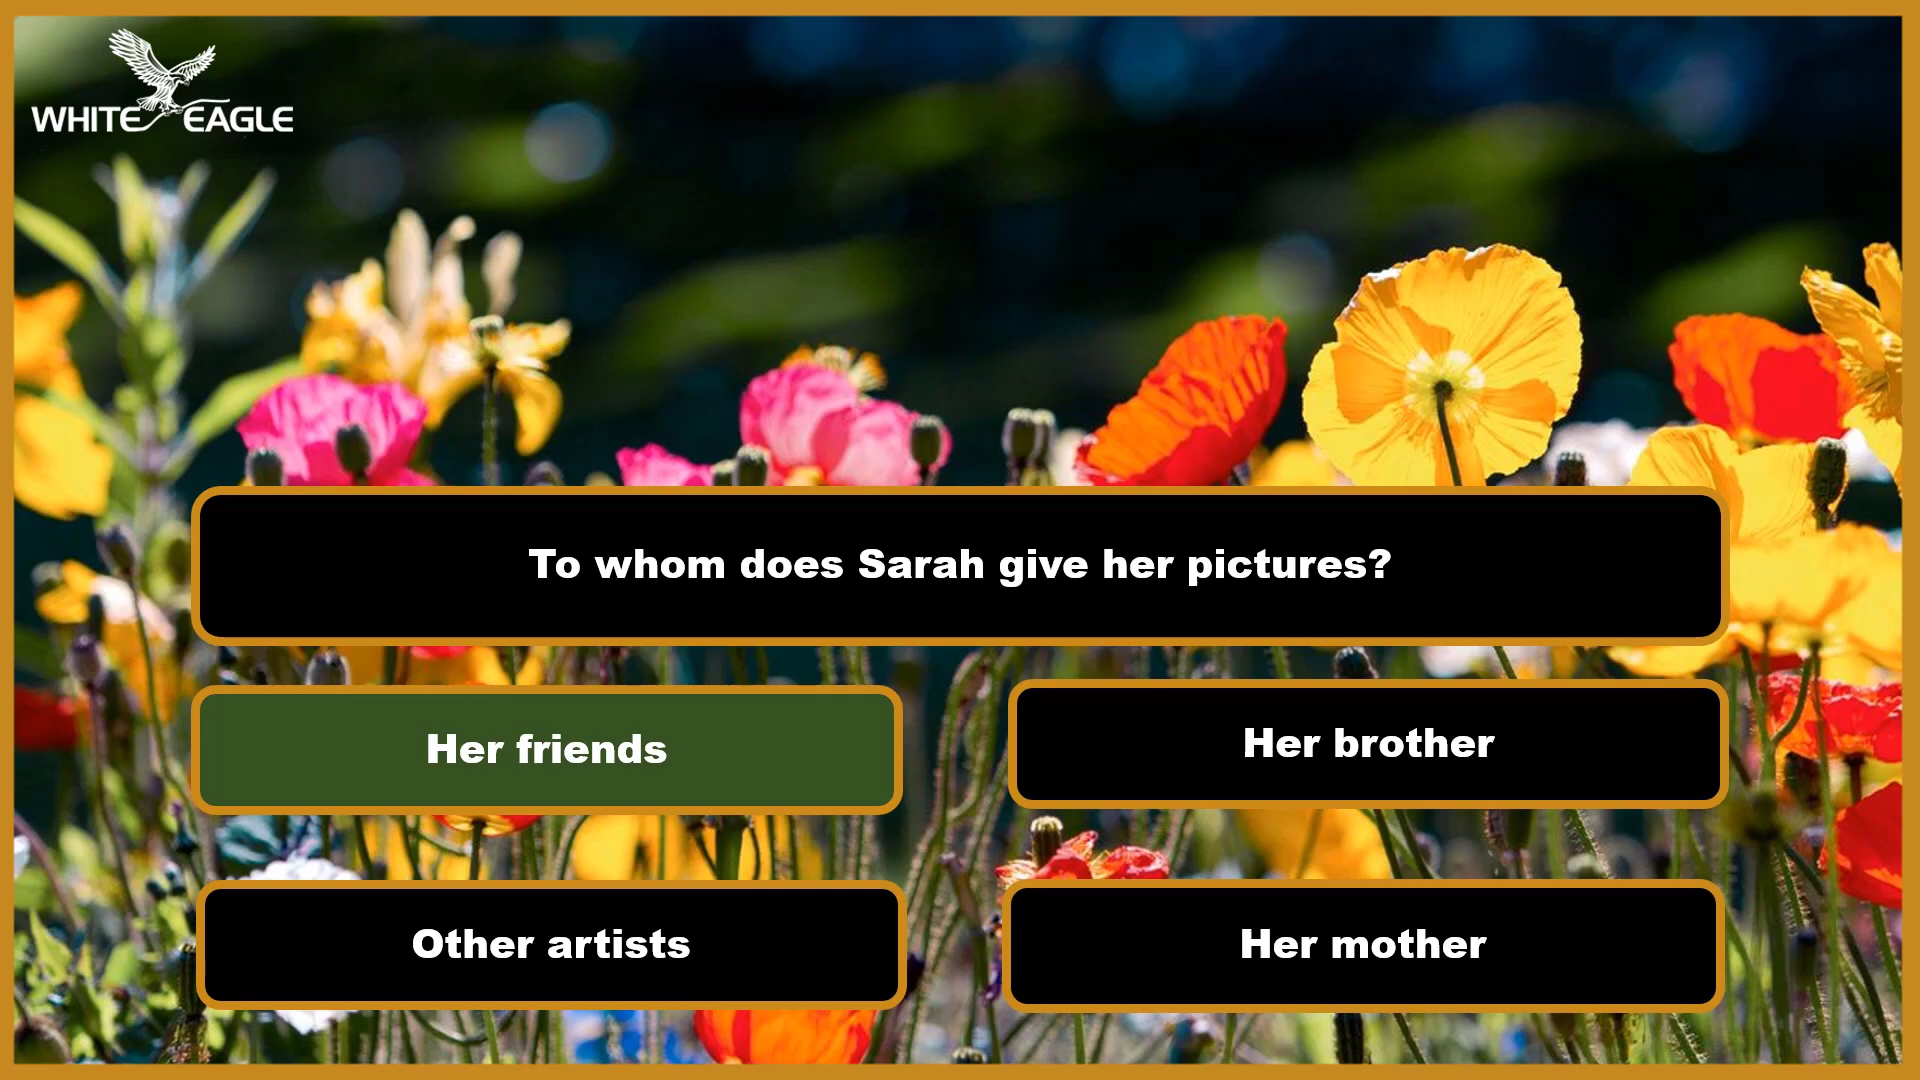 WHITE EAGLE
To whom does Sarah give her pictures?
Her friends
Her brother
Other artists
Her mother